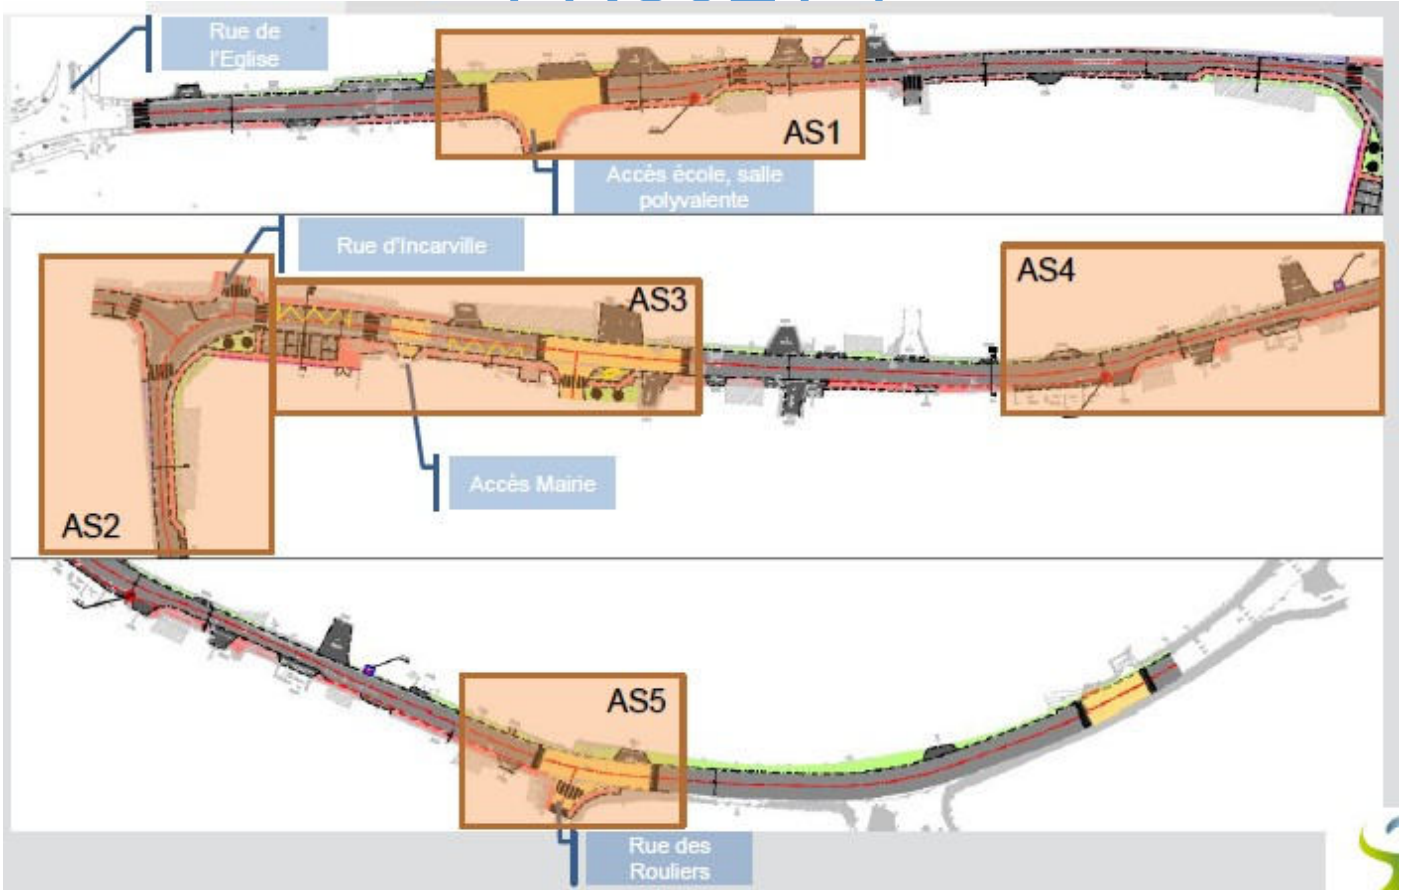 Rue de
l'Eglise
AS1
Accès école, salle
polyvalente
Rue d'Incarville
AS4
AS3
Accès Mairie
AS2
AS5
Rue des
Rouliers